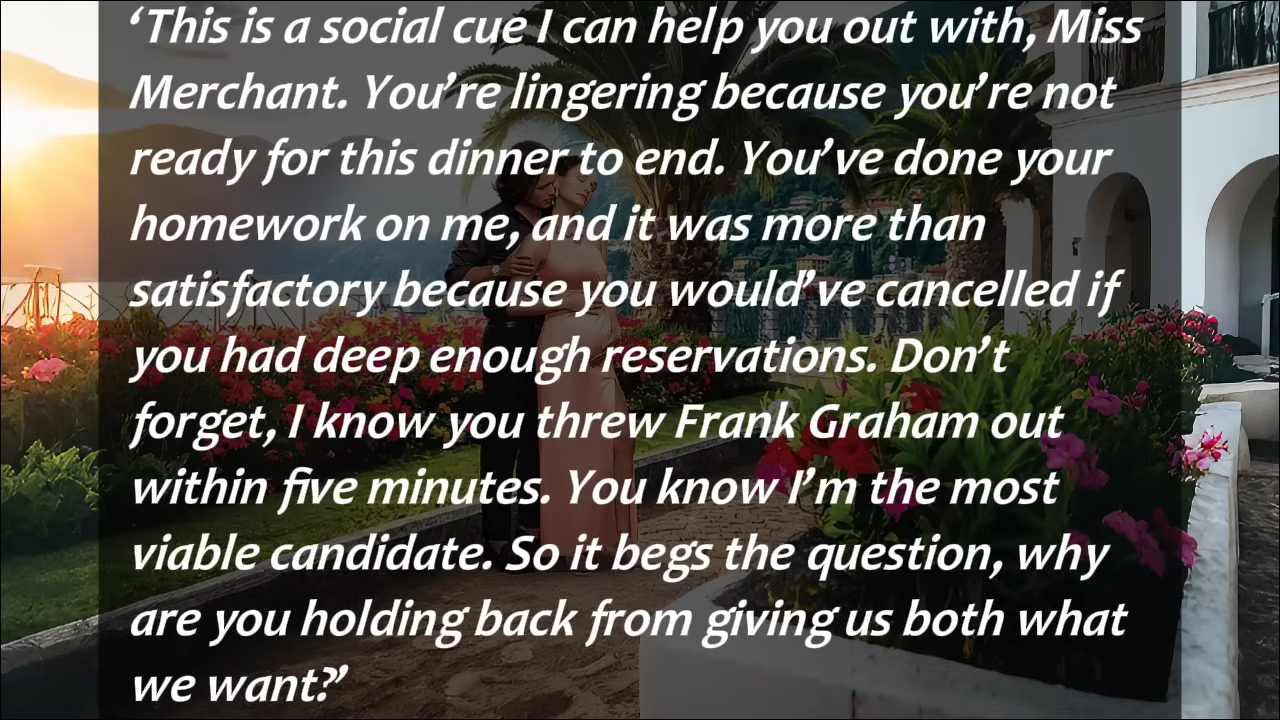 ‘This is a social cue I can help you out with, Miss
Merchant. You’re lingering because you’re not
ready for this dinner to end. You’ve done your
homework on me, and it was more than
satisfactory because you would’ve cancelled if
you had deep enough reservations. Don’t
forget, I know you threw Frank Graham out
within five minutes. You know I’m the most
viable candidate. So it begs the question, why
are you holding back from giving us both what
we want?’